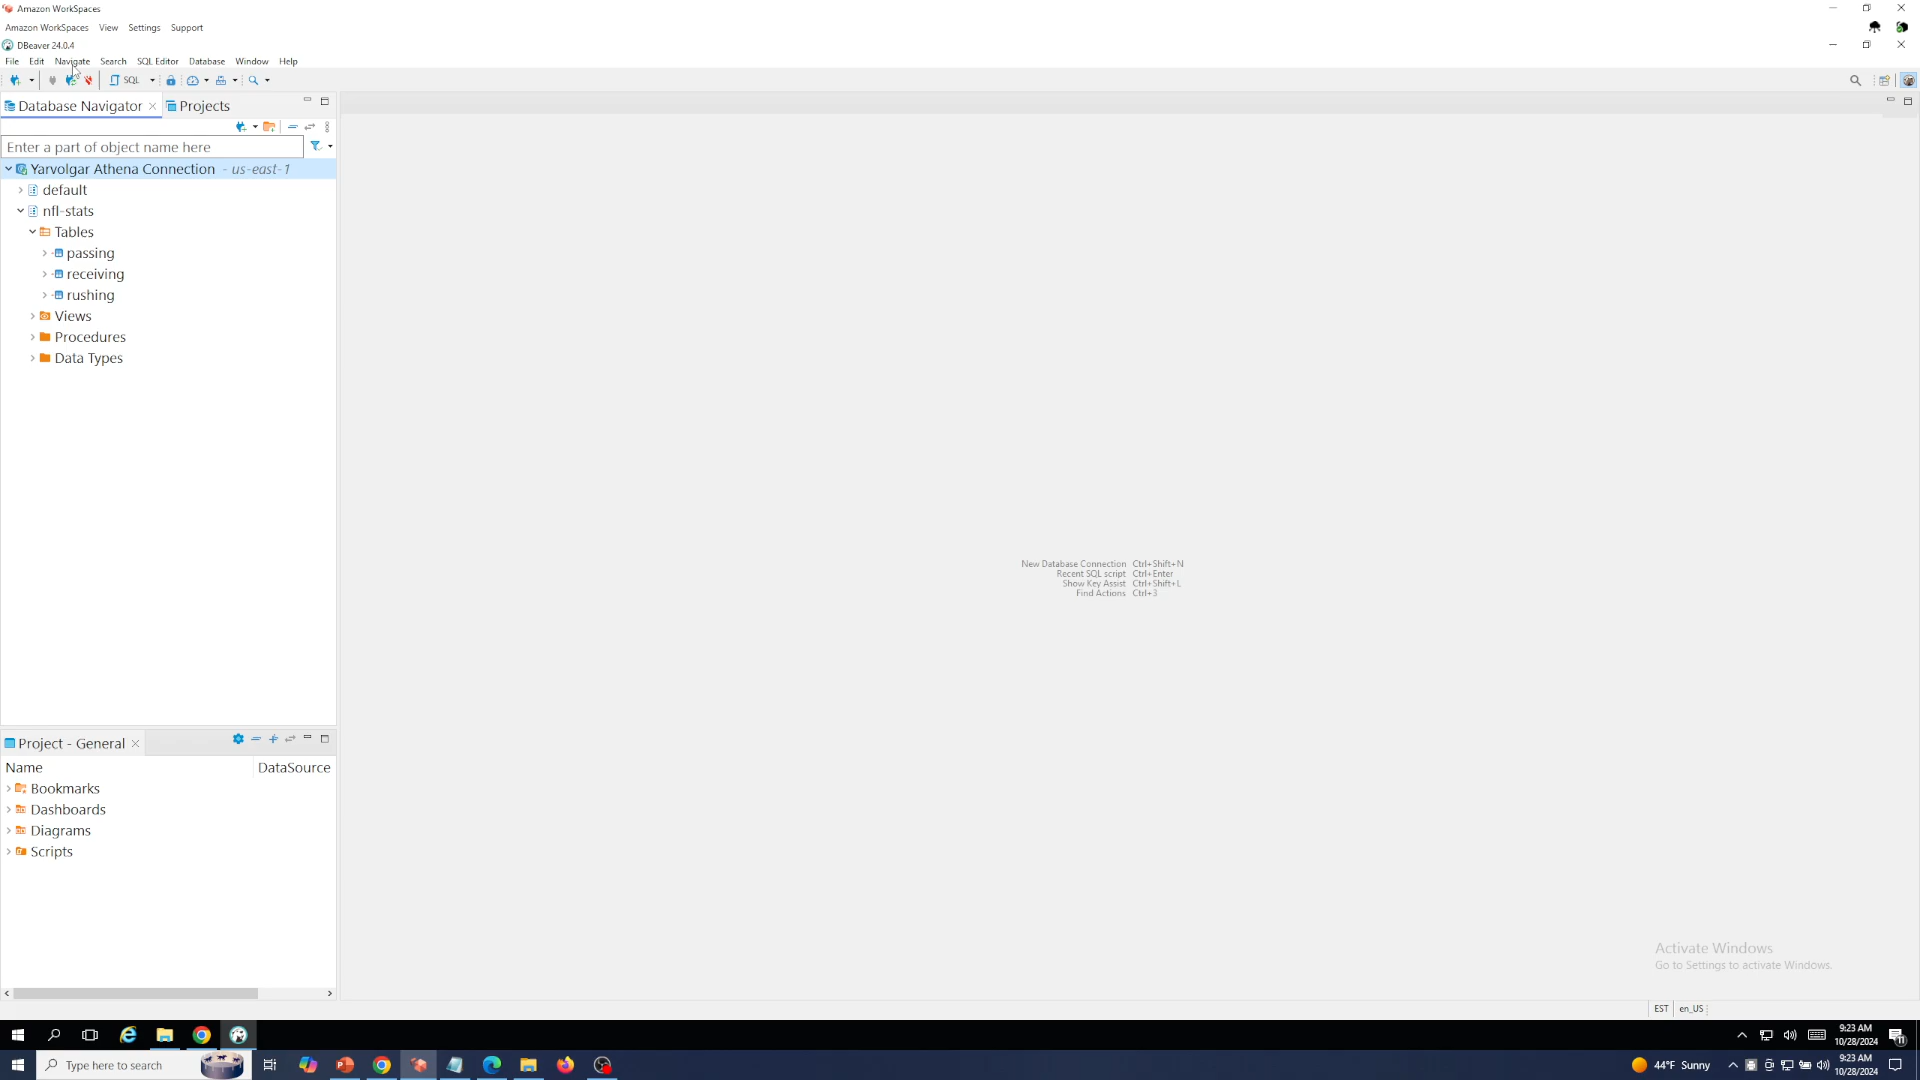 Amazon WorkSpaces
Amazon WorkSpaces View Settings Support
DBeaver 24.0.4
File Edit Navigate Search SQL Editor Database Window Help
SQL
Database Navigator Projects
Enter a part of object name here
Yarvolgar Athena Connection - us-east-1
default
nfl-stats
Tables
passing
receiving
rushing
Views
Procedures
Data Types
New Database Connection Ctrl+Shift+N
Recent SQL script Ctrl+Enter
Show Key Assist Ctrl+Shift+L
Find Actions Ctrl+3
Project - General
Name DataSource
Bookmarks
Dashboards
Diagrams
Scripts
Activate Windows
Go to Settings to activate Windows.
EST en_US
9:23 AM
10/28/2024
11
Type here to search
44°F Sunny
9:23 AM
10/28/2024